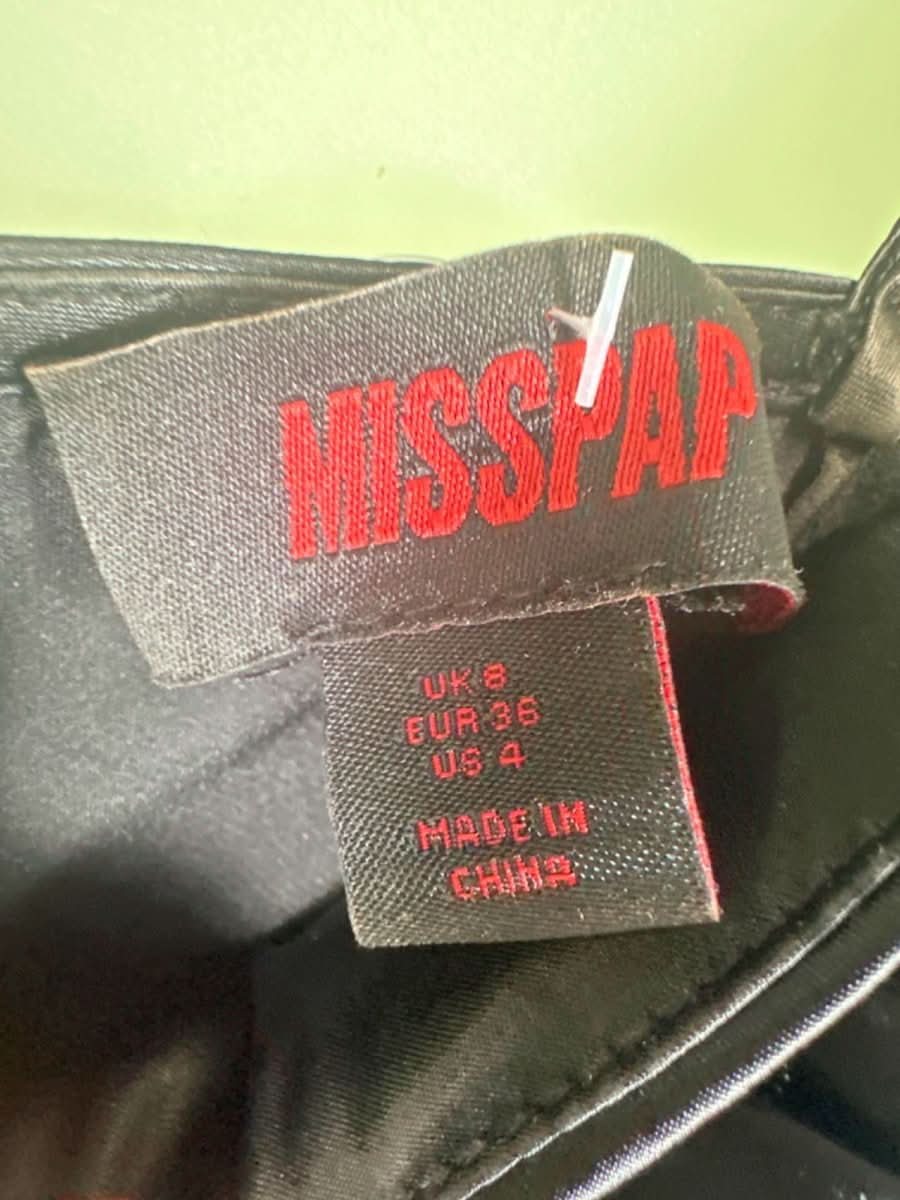 MISSPAP
UK 8
EUR 36
US 4
MADE IN
CHINA